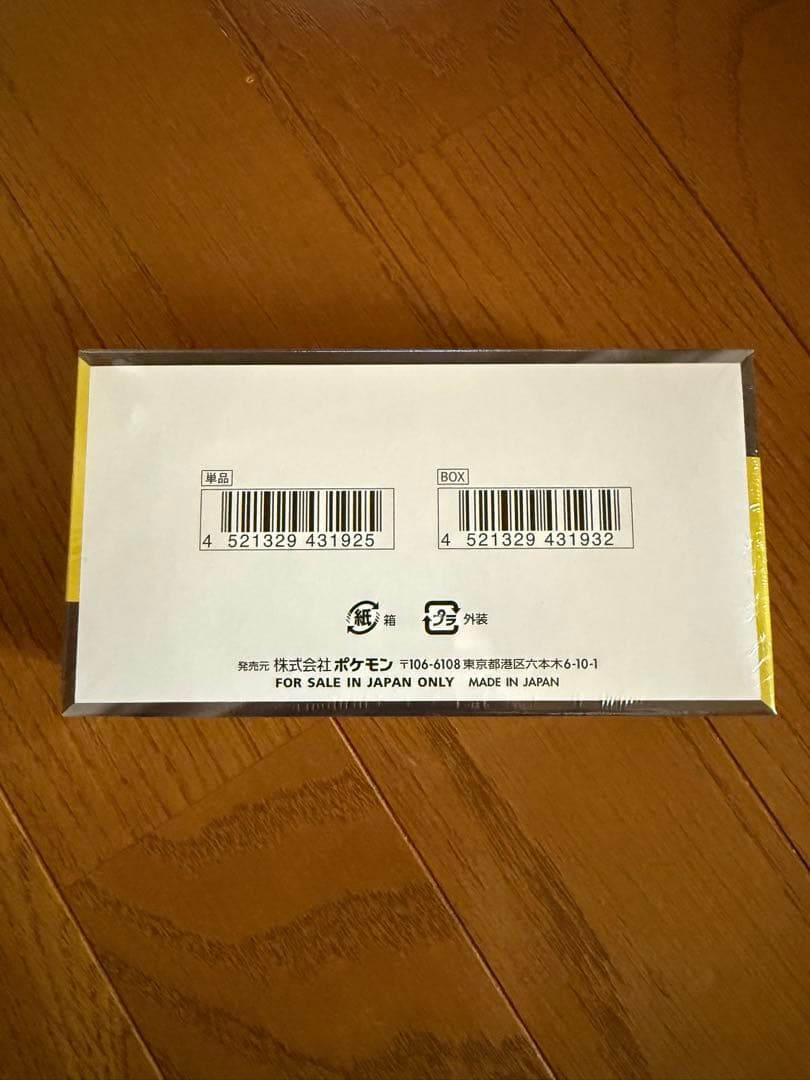 単品
4 521329 431925
BOX
4 521329 431932
紙 箱
プラ 外装
発売元 株式会社 ポケモン 〒106-6108 東京都港区六本木6-10-1
FOR SALE IN JAPAN ONLY MADE IN JAPAN